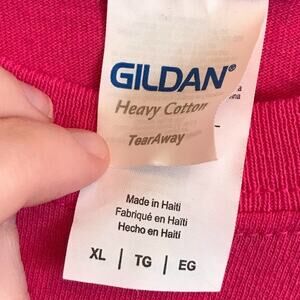 GILDAN®
Heavy Cotton
TearAway
Made in Haiti
Fabriqué en Haïti
Hecho en Haití
XL | TG | EG